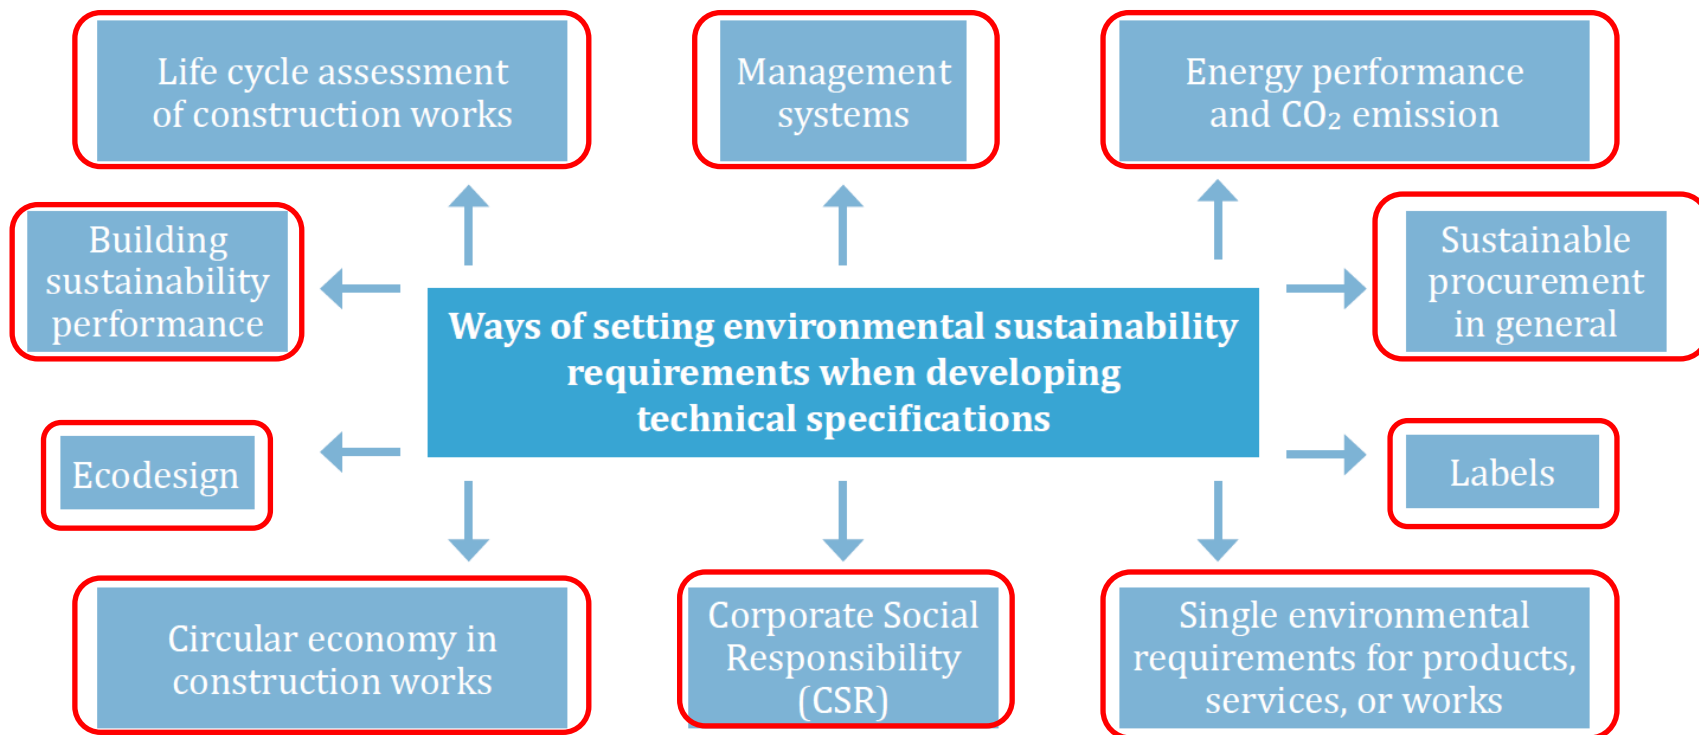 Life cycle assessment
of construction works
Management
systems
Energy performance
and CO₂ emission
Building
sustainability
performance
Sustainable
procurement
in general
Ways of setting environmental sustainability
requirements when developing
technical specifications
Ecodesign
Labels
Circular economy in
construction works
Corporate Social
Responsibility
(CSR)
Single environmental
requirements for products,
services, or works